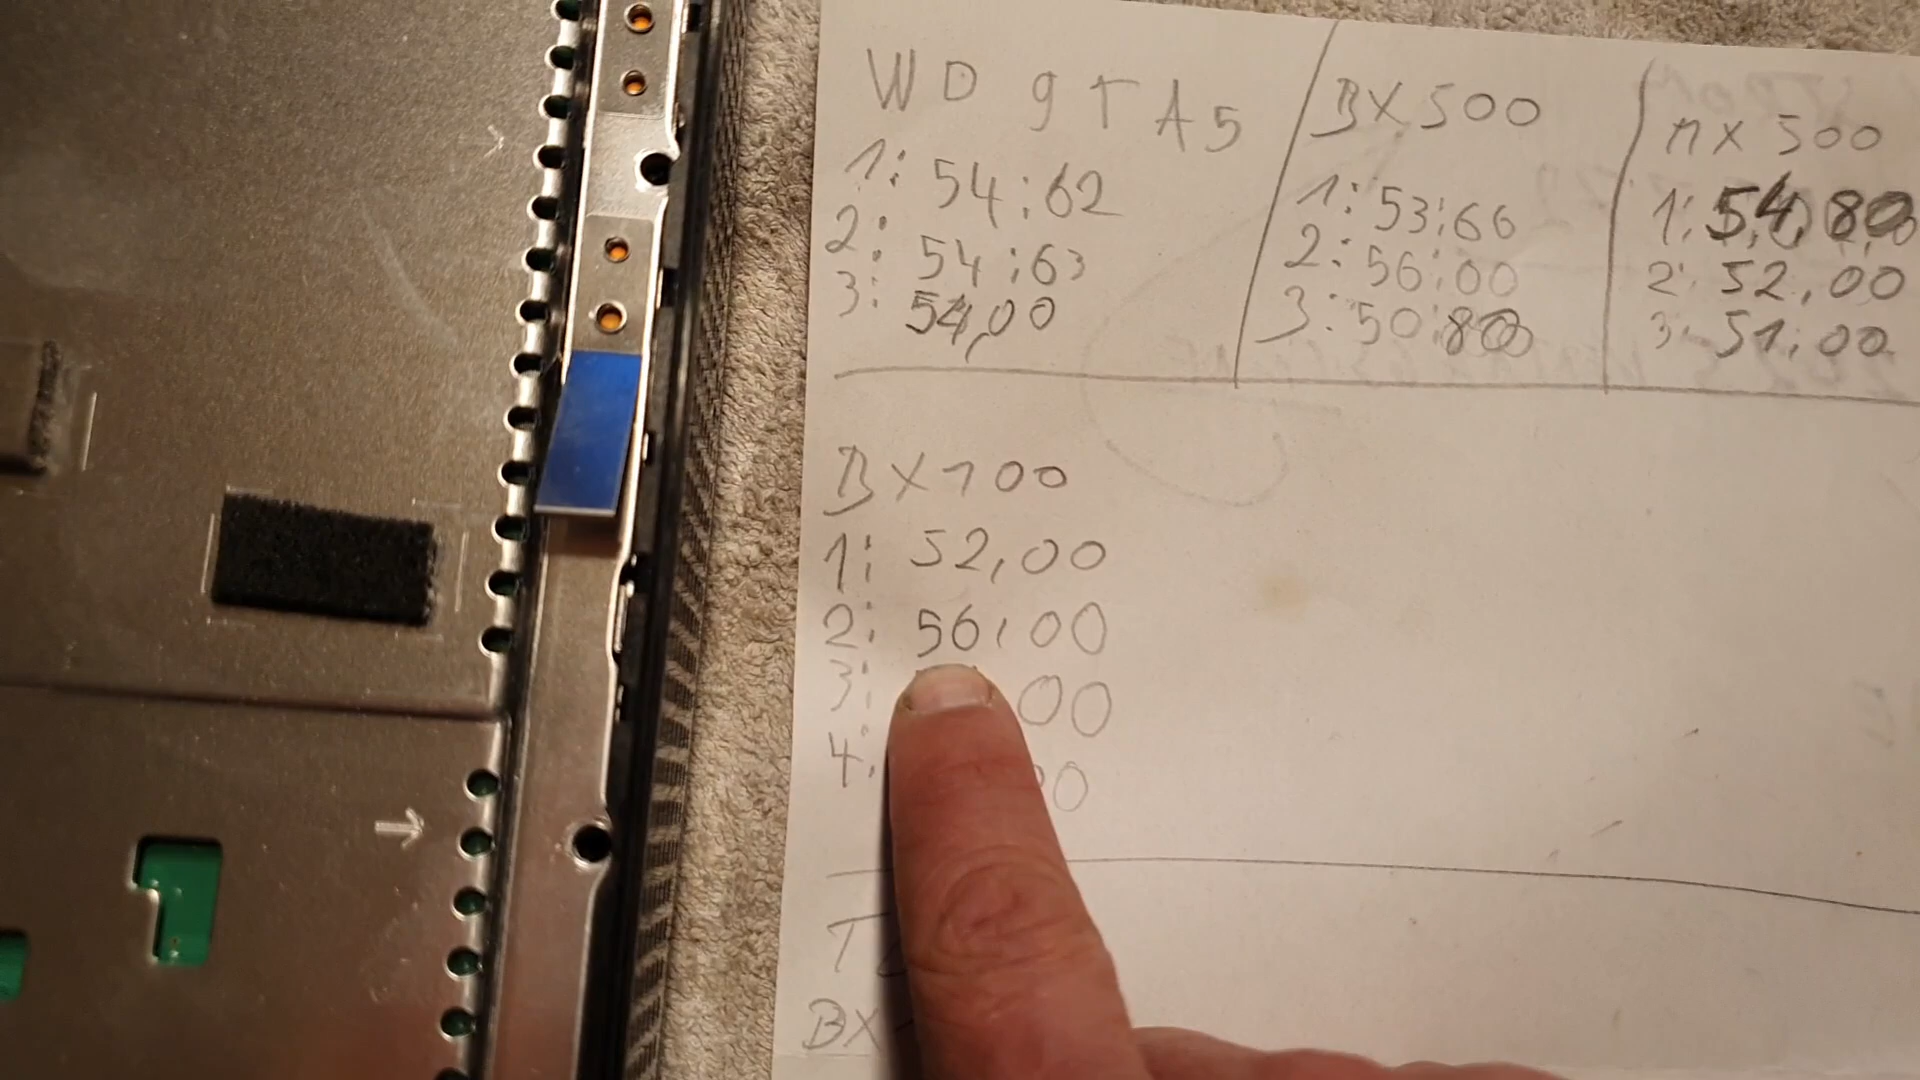 WD 9TA5
1: 54:62
2: 54:63
3: 54,00
BX500
1: 53:66
2: 56:00
3: 50:80
MX 500
1: 54,80
2: 52,00
3: 51:00
BX100
1: 52,00
2: 56,00
3: 00
4:
T
BX